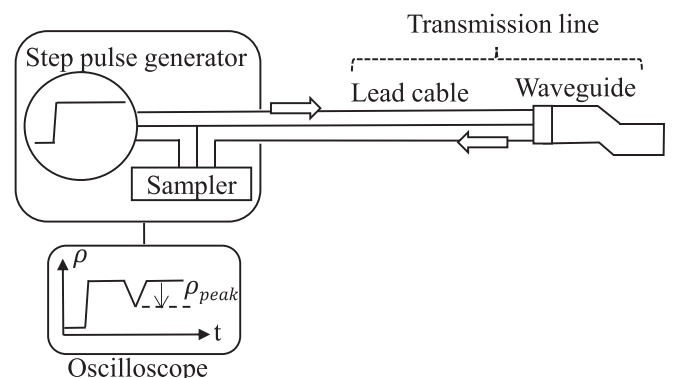 Transmission line
Step pulse generator
Lead cable
Waveguide
Sampler
ρ
ρpeak
t
Oscilloscope